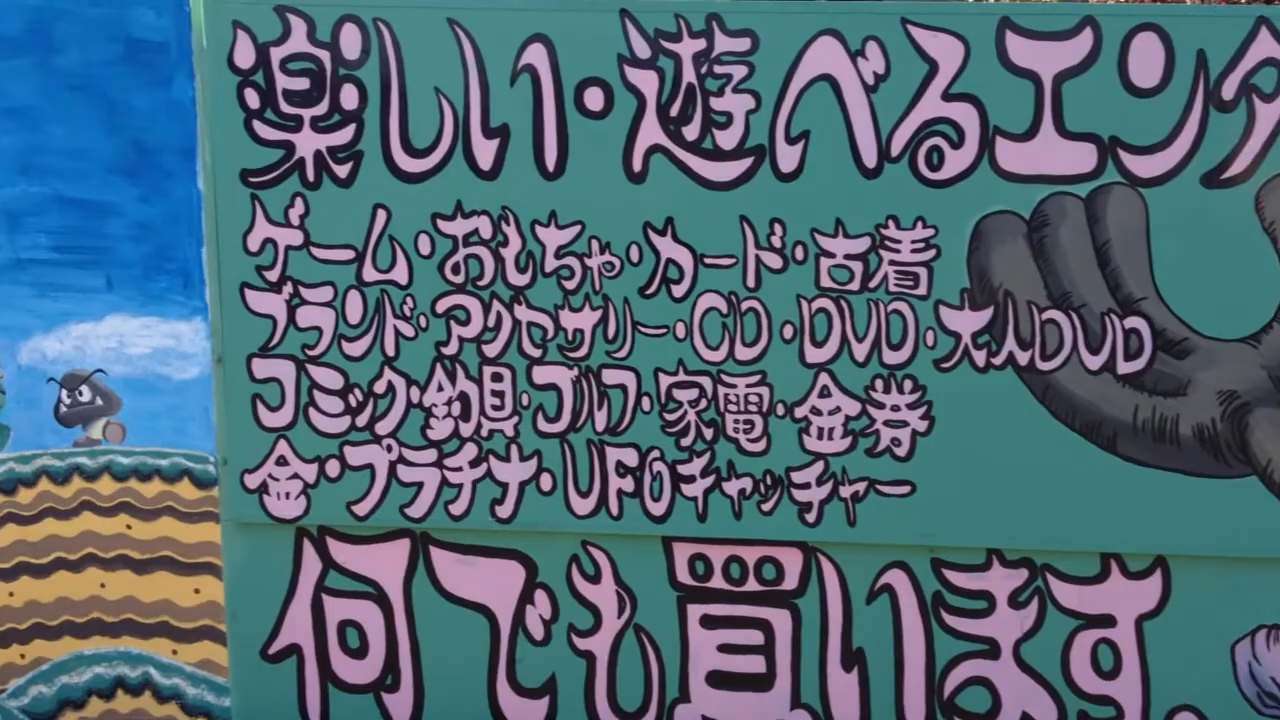 楽しい・遊べるエンタ
ゲーム・おもちゃ・カード・古着
ブランド・アクセサリー・CD・DVD・大人DVD
コミック・釣具・ゴルフ・家電・金券
金・プラチナ・UFOキャッチャー
何でも買います。